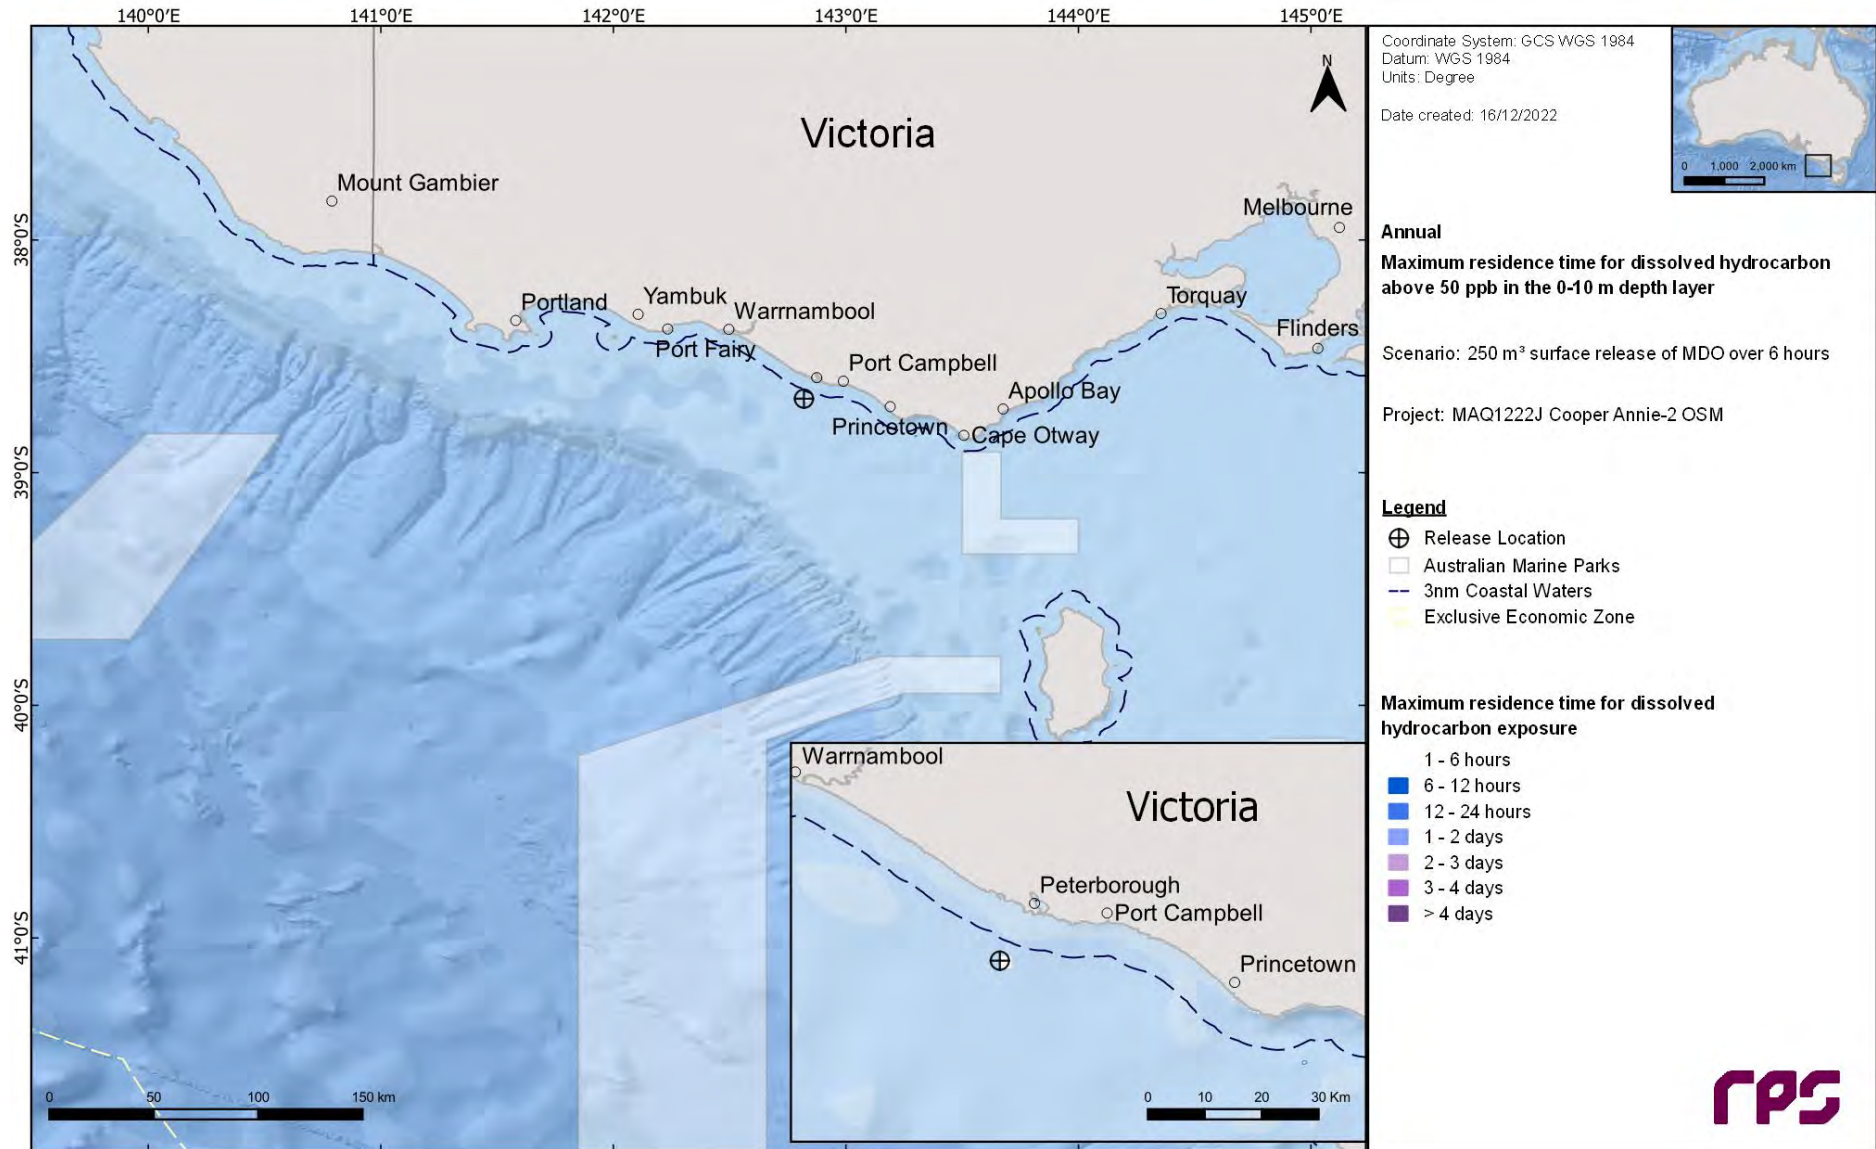 140°0'E 141°0'E 142°0'E 143°0'E 144°0'E 145°0'E
38°0'S
39°0'S
40°0'S
41°0'S
N
Victoria
Mount Gambier
Melbourne
Portland
Yambuk
Warrnambool
Torquay
Flinders
Port Fairy
Port Campbell
Apollo Bay
Princetown
Cape Otway
0 50 100 150 km
Warrnambool
Victoria
Peterborough
Port Campbell
Princetown
0 10 20 30 Km
Coordinate System: GCS WGS 1984
Datum: WGS 1984
Units: Degree
Date created: 16/12/2022
0 1,000 2,000 km
Annual
Maximum residence time for dissolved hydrocarbon
above 50 ppb in the 0-10 m depth layer
Scenario: 250 m³ surface release of MDO over 6 hours
Project: MAQ1222J Cooper Annie-2 OSM
Legend
Release Location
Australian Marine Parks
3nm Coastal Waters
Exclusive Economic Zone
Maximum residence time for dissolved
hydrocarbon exposure
1 - 6 hours
6 - 12 hours
12 - 24 hours
1 - 2 days
2 - 3 days
3 - 4 days
> 4 days
rps